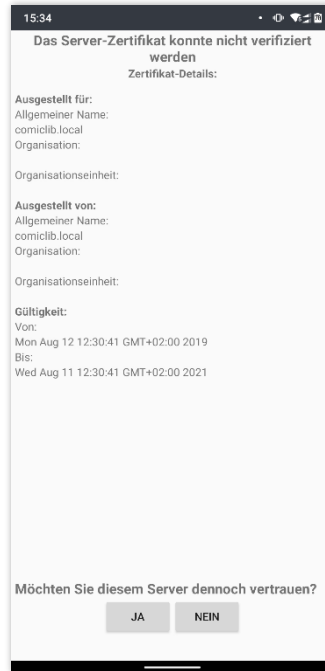 15:34
Das Server-Zertifikat konnte nicht verifiziert
werden
Zertifikat-Details:
Ausgestellt für:
Allgemeiner Name:
comiclib.local
Organisation:
Organisationseinheit:
Ausgestellt von:
Allgemeiner Name:
comiclib.local
Organisation:
Organisationseinheit:
Gültigkeit:
Von:
Mon Aug 12 12:30:41 GMT+02:00 2019
Bis:
Wed Aug 11 12:30:41 GMT+02:00 2021
Möchten Sie diesem Server dennoch vertrauen?
JA NEIN